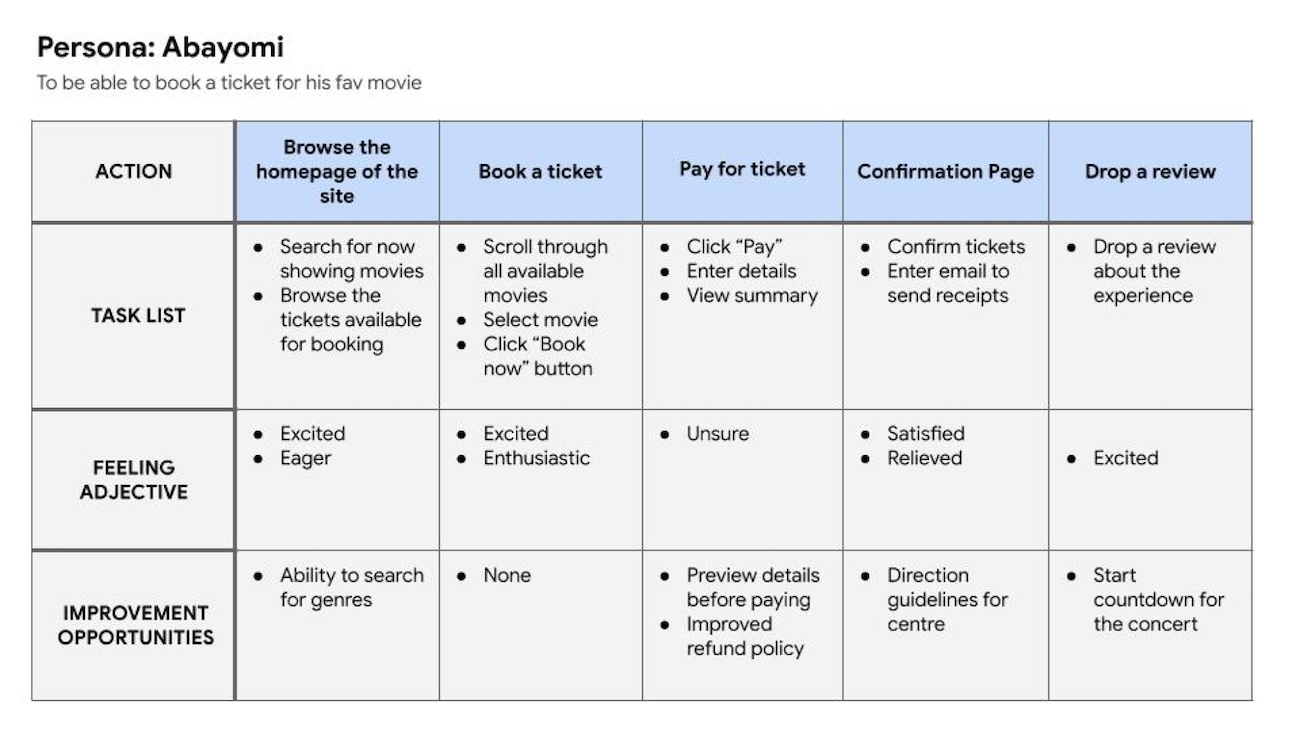 Persona: Abayomi
To be able to book a ticket for his fav movie
ACTION
Browse the
homepage of the
site
Book a ticket
Pay for ticket
Confirmation Page
Drop a review
TASK LIST
● Search for now
showing movies
● Browse the
tickets available
for booking
● Scroll through
all available
movies
● Select movie
● Click “Book
now” button
● Click “Pay”
● Enter details
● View summary
● Confirm tickets
● Enter email to
send receipts
● Drop a review
about the
experience
FEELING
ADJECTIVE
● Excited
● Eager
● Excited
● Enthusiastic
● Unsure
● Satisfied
● Relieved
● Excited
IMPROVEMENT
OPPORTUNITIES
● Ability to search
for genres
● None
● Preview details
before paying
● Improved
refund policy
● Direction
guidelines for
centre
● Start
countdown for
the concert